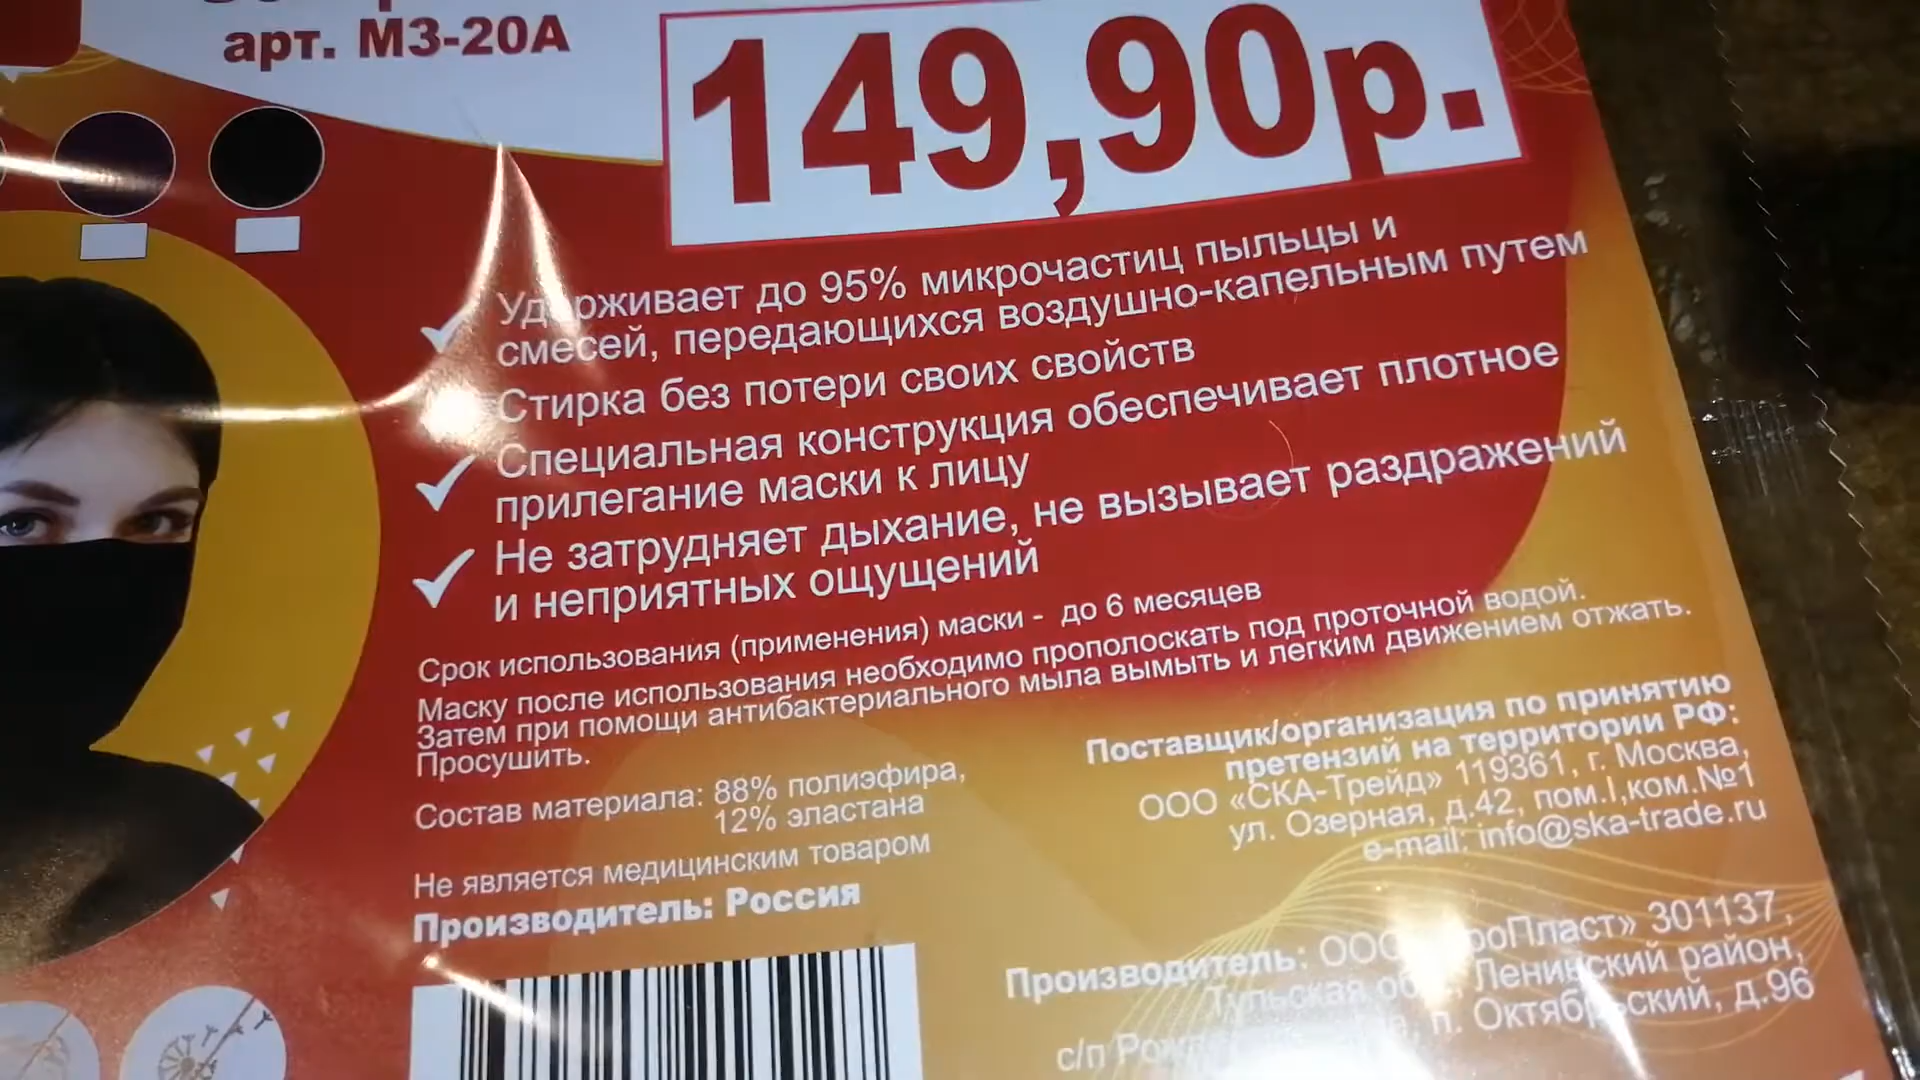 арт. МЗ-20А
149,90р.
Удерживает до 95% микрочастиц пыльцы и
смесей, передающихся воздушно-капельным путем
Стирка без потери своих свойств
Специальная конструкция обеспечивает плотное
прилегание маски к лицу
Не затрудняет дыхание, не вызывает раздражений
и неприятных ощущений
Срок использования (применения) маски - до 6 месяцев
Маску после использования необходимо прополоскать под проточной водой.
Затем при помощи антибактериального мыла вымыть и легким движением отжать.
Просушить.
Состав материала: 88% полиэфира,
12% эластана
Не является медицинским товаром
Производитель: Россия
Поставщик/организация по принятию
претензий на территории РФ:
ООО «СКА-Трейд» 119361, г. Москва,
ул. Озерная, д.42, пом.I,ком.№1
e-mail: info@ska-trade.ru
Производитель: ООО 301137,
Тульская Ленинский район,
с/п п. Октябрьский, д.96